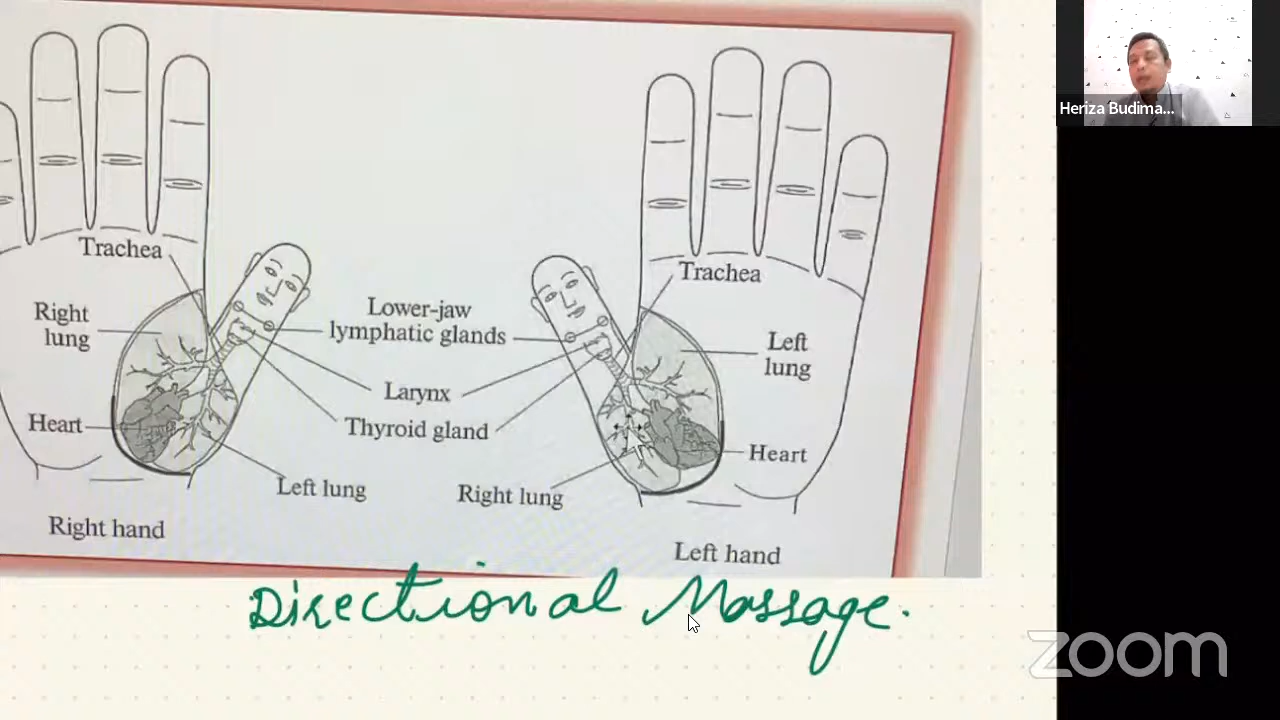 Heriza Budima...
Trachea
Trachea
Right
lung
Lower-jaw
lymphatic glands
Left
lung
Larynx
Heart
Thyroid gland
Heart
Left lung
Right lung
Right hand
Left hand
Directional Massage.
zoom